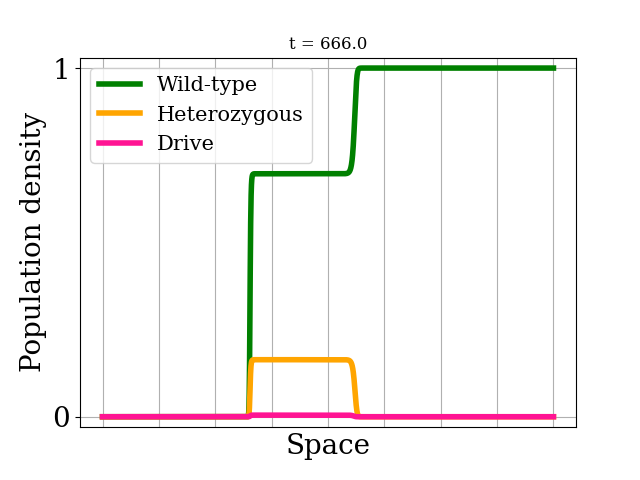 t = 666.0
1
Wild-type
Heterozygous
Drive
Population density
0
Space